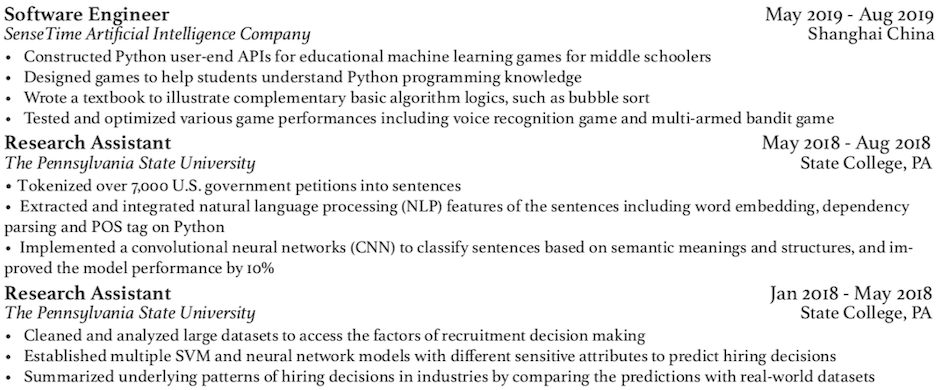 Software Engineer May 2019 - Aug 2019
SenseTime Artificial Intelligence Company Shanghai China
• Constructed Python user-end APIs for educational machine learning games for middle schoolers
• Designed games to help students understand Python programming knowledge
• Wrote a textbook to illustrate complementary basic algorithm logics, such as bubble sort
• Tested and optimized various game performances including voice recognition game and multi-armed bandit game
Research Assistant May 2018 - Aug 2018
The Pennsylvania State University State College, PA
• Tokenized over 7,000 U.S. government petitions into sentences
• Extracted and integrated natural language processing (NLP) features of the sentences including word embedding, dependency
parsing and POS tag on Python
• Implemented a convolutional neural networks (CNN) to classify sentences based on semantic meanings and structures, and im-
proved the model performance by 10%
Research Assistant Jan 2018 - May 2018
The Pennsylvania State University State College, PA
• Cleaned and analyzed large datasets to access the factors of recruitment decision making
• Established multiple SVM and neural network models with different sensitive attributes to predict hiring decisions
• Summarized underlying patterns of hiring decisions in industries by comparing the predictions with real-world datasets